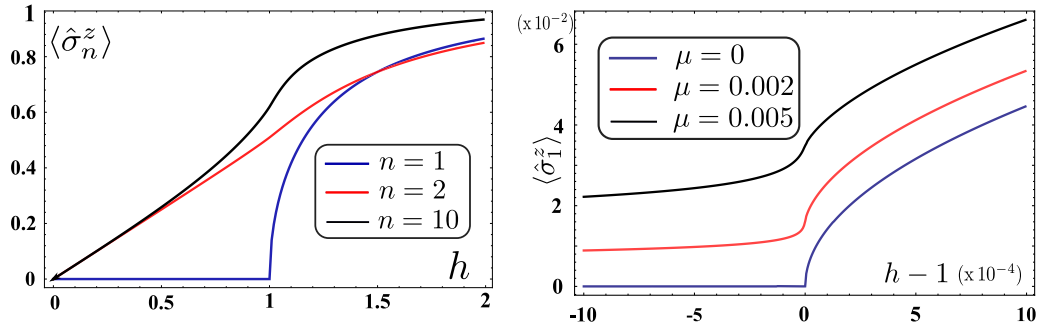 1
0.8
0.6
0.4
0.2
0
⟨σ̂ₙᶻ⟩
n = 1
n = 2
n = 10
h
0 0.5 1 1.5 2
(x10⁻²)
6
4
2
0
⟨σ̂₁ᶻ⟩
μ = 0
μ = 0.002
μ = 0.005
h − 1 (x10⁻⁴)
-10 -5 0 5 10